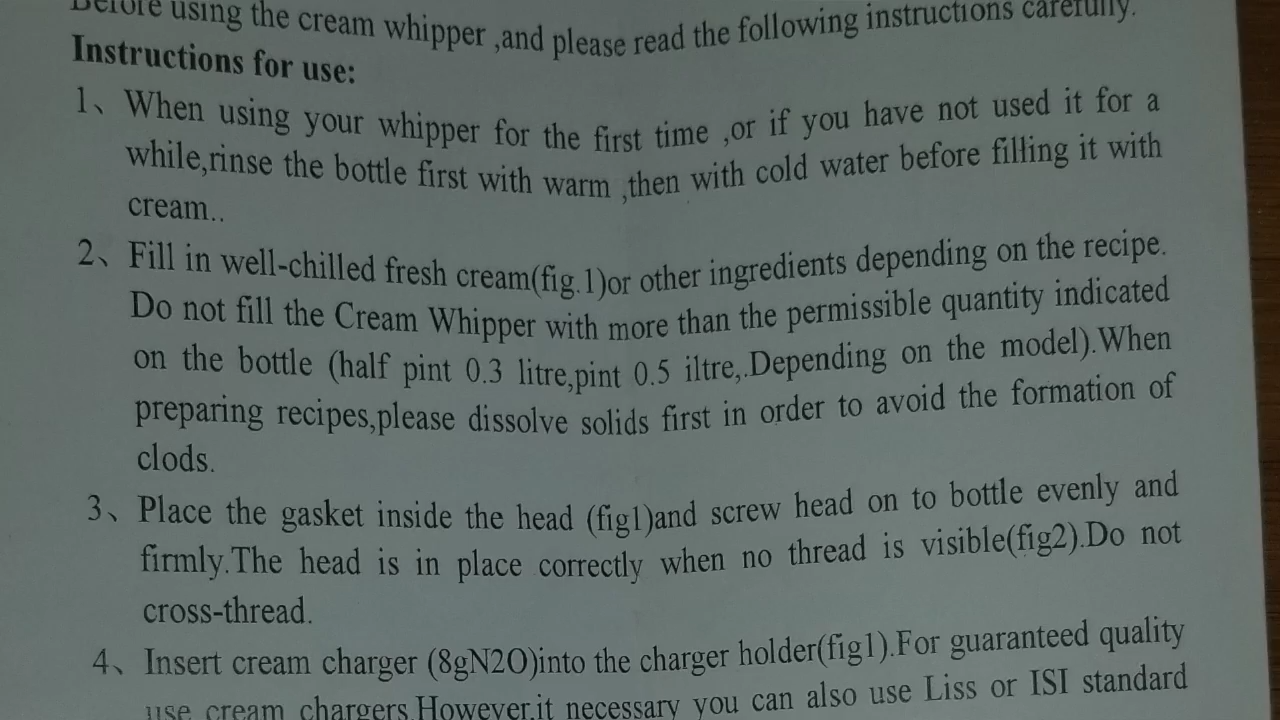 Before using the cream whipper ,and please read the following instructions carefully.
Instructions for use:
1、When using your whipper for the first time ,or if you have not used it for a
while,rinse the bottle first with warm ,then with cold water before filling it with
cream..
2、Fill in well-chilled fresh cream(fig.1)or other ingredients depending on the recipe.
Do not fill the Cream Whipper with more than the permissible quantity indicated
on the bottle (half pint 0.3 litre,pint 0.5 iltre,.Depending on the model).When
preparing recipes,please dissolve solids first in order to avoid the formation of
clods.
3、Place the gasket inside the head (fig1)and screw head on to bottle evenly and
firmly.The head is in place correctly when no thread is visible(fig2).Do not
cross-thread.
4、Insert cream charger (8gN2O)into the charger holder(fig1).For guaranteed quality
use cream chargers.However,it necessary you can also use Liss or ISI standard